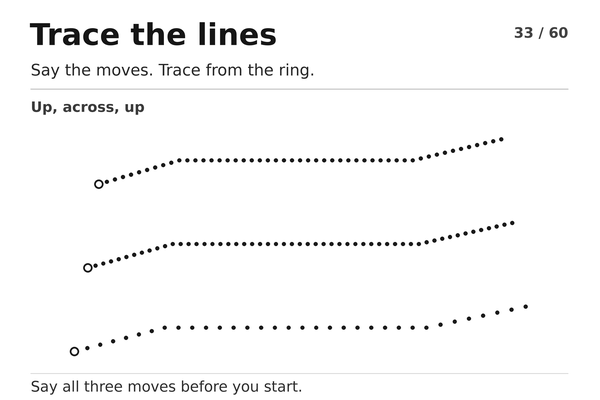 Trace the lines
33 / 60
Say the moves. Trace from the ring.
Up, across, up
Say all three moves before you start.